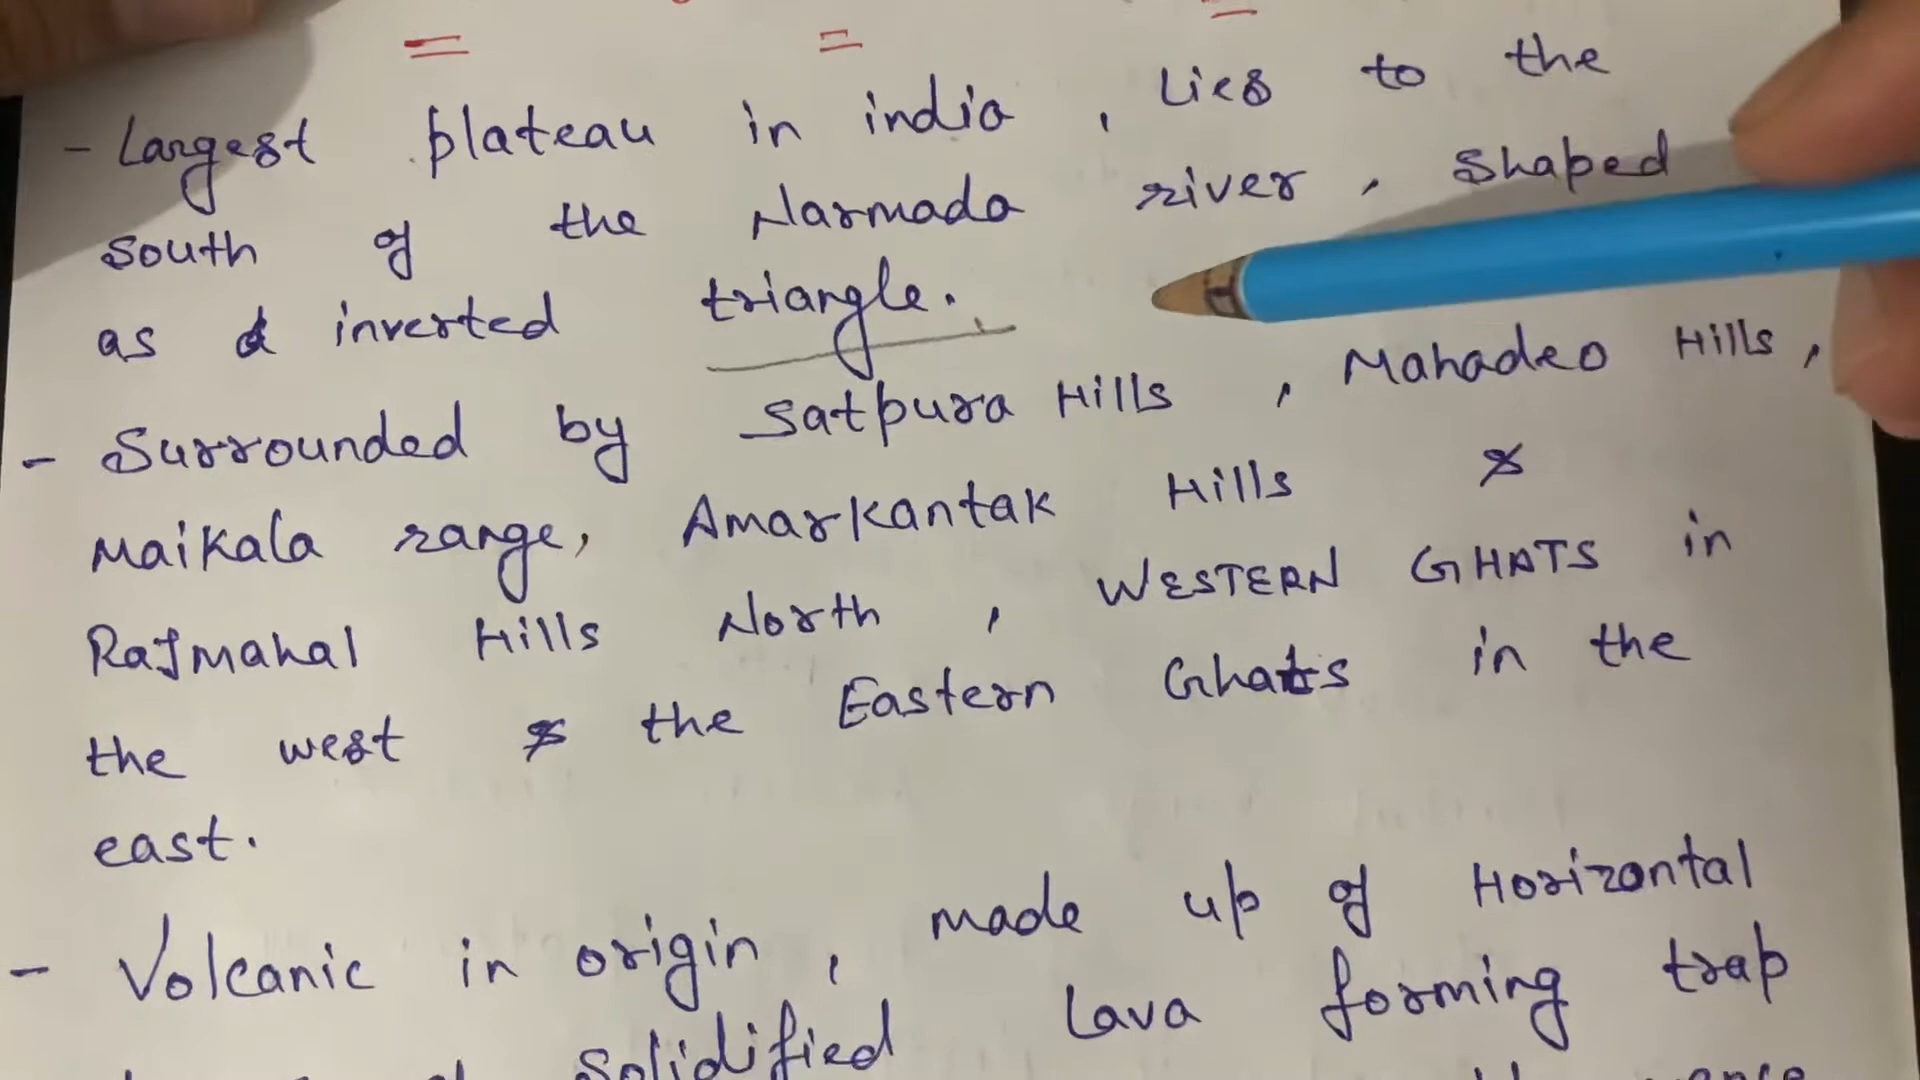 - Largest plateau in india, lies to the
south of the Narmada river, shaped
as a inverted triangle.
- Surrounded by Satpura Hills, Mahadeo Hills,
Maikala range, Amarkantak Hills &
Rajmahal Hills North, WESTERN GHATS in
the west & the Eastern Ghats in the
east.
- Volcanic in origin, made up of Horizontal
solidified lava forming trap